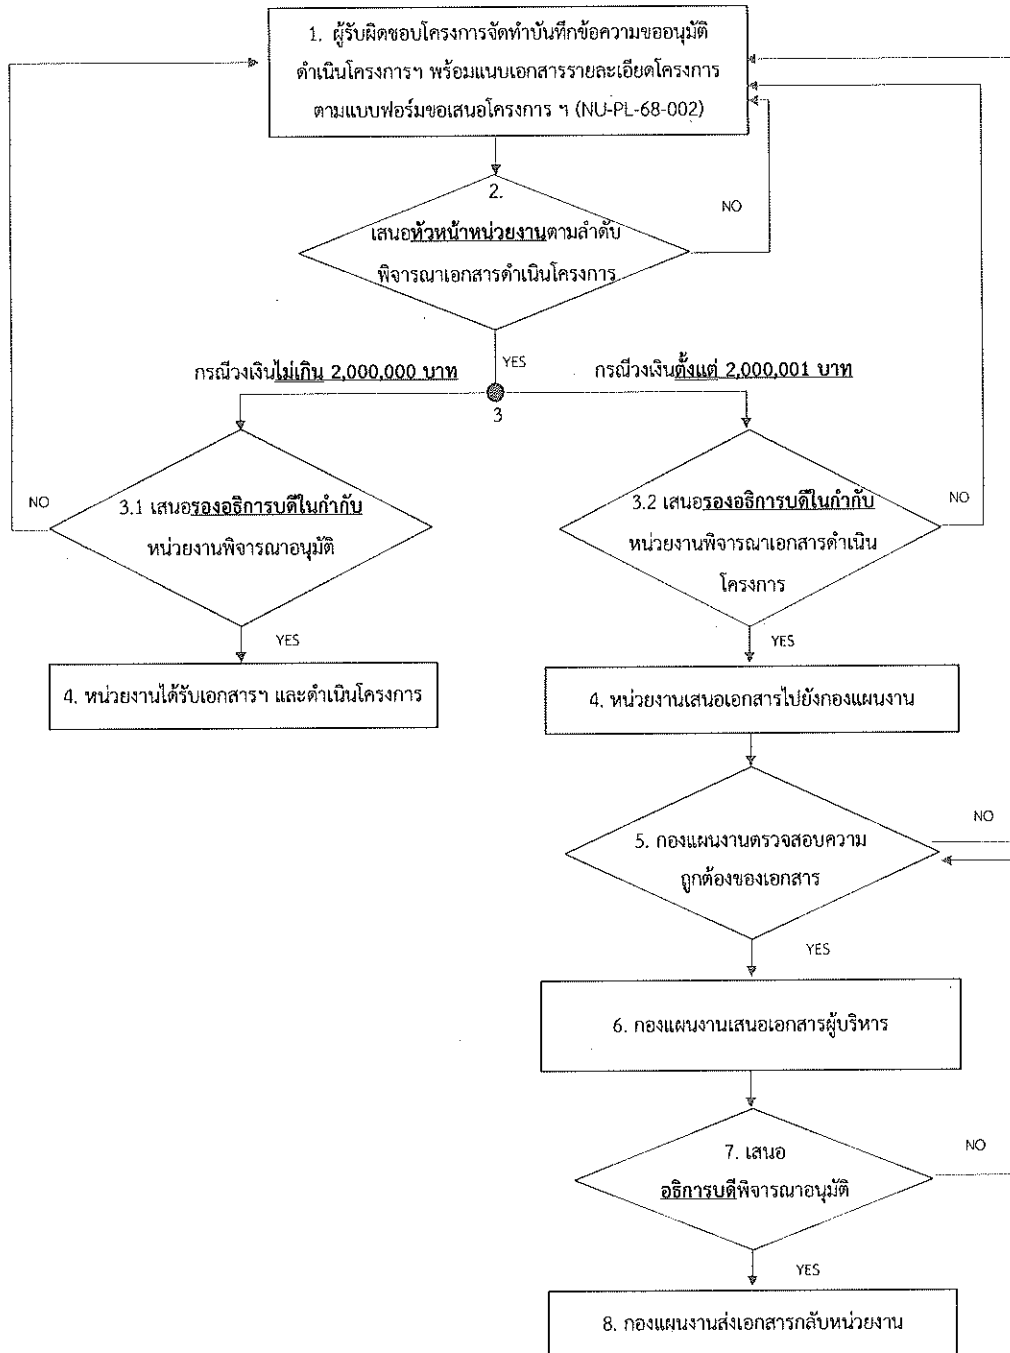 1. ผู้รับผิดชอบโครงการจัดทำบันทึกข้อความขออนุมัติ
ดำเนินโครงการฯ พร้อมแนบเอกสารรายละเอียดโครงการ
ตามแบบฟอร์มขอเสนอโครงการ ฯ (NU-PL-68-002)
2.
เสนอหัวหน้าหน่วยงานตามลำดับ
พิจารณาเอกสารดำเนินโครงการ
NO
YES
กรณีวงเงินไม่เกิน 2,000,000 บาท
กรณีวงเงินตั้งแต่ 2,000,001 บาท
3
NO
3.1 เสนอรองอธิการบดีในกำกับ
หน่วยงานพิจารณาอนุมัติ
3.2 เสนอรองอธิการบดีในกำกับ
หน่วยงานพิจารณาเอกสารดำเนิน
โครงการ
NO
YES
YES
4. หน่วยงานได้รับเอกสารฯ และดำเนินโครงการ
4. หน่วยงานเสนอเอกสารไปยังกองแผนงาน
5. กองแผนงานตรวจสอบความ
ถูกต้องของเอกสาร
NO
YES
6. กองแผนงานเสนอเอกสารผู้บริหาร
7. เสนอ
อธิการบดีพิจารณาอนุมัติ
NO
YES
8. กองแผนงานส่งเอกสารกลับหน่วยงาน